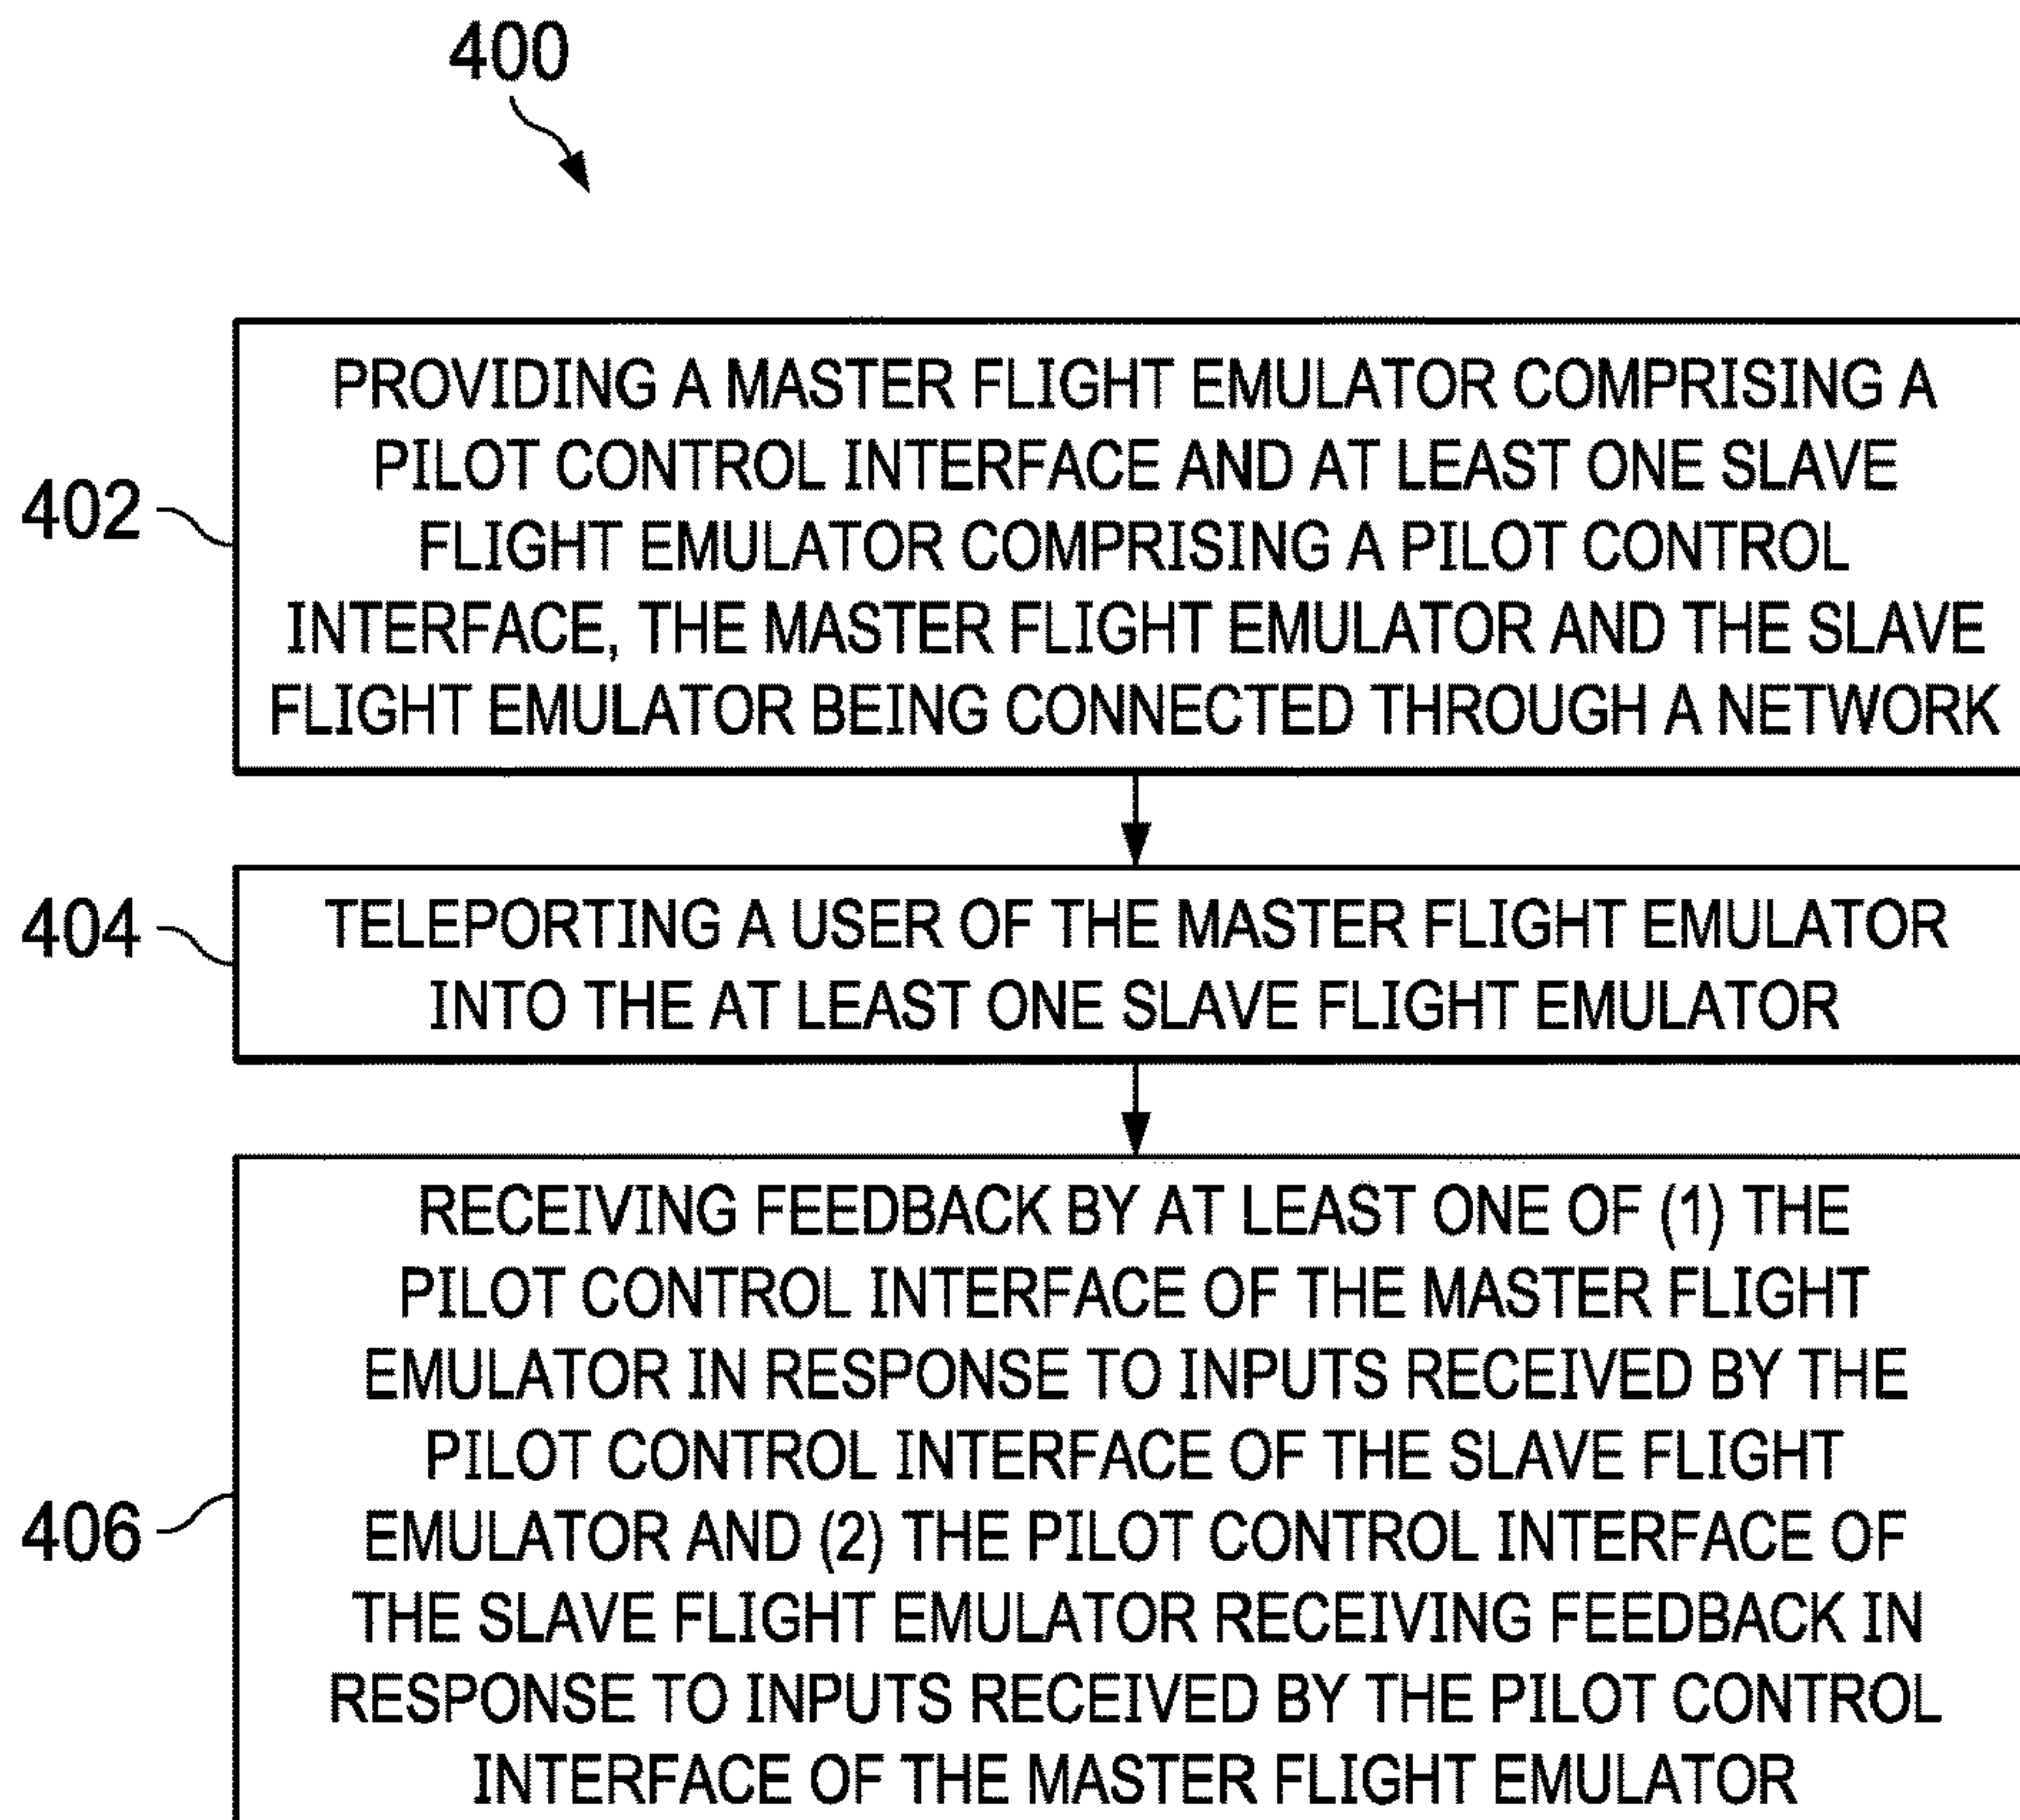 400
402
PROVIDING A MASTER FLIGHT EMULATOR COMPRISING A
PILOT CONTROL INTERFACE AND AT LEAST ONE SLAVE
FLIGHT EMULATOR COMPRISING A PILOT CONTROL
INTERFACE, THE MASTER FLIGHT EMULATOR AND THE SLAVE
FLIGHT EMULATOR BEING CONNECTED THROUGH A NETWORK
404
TELEPORTING A USER OF THE MASTER FLIGHT EMULATOR
INTO THE AT LEAST ONE SLAVE FLIGHT EMULATOR
406
RECEIVING FEEDBACK BY AT LEAST ONE OF (1) THE
PILOT CONTROL INTERFACE OF THE MASTER FLIGHT
EMULATOR IN RESPONSE TO INPUTS RECEIVED BY THE
PILOT CONTROL INTERFACE OF THE SLAVE FLIGHT
EMULATOR AND (2) THE PILOT CONTROL INTERFACE OF
THE SLAVE FLIGHT EMULATOR RECEIVING FEEDBACK IN
RESPONSE TO INPUTS RECEIVED BY THE PILOT CONTROL
INTERFACE OF THE MASTER FLIGHT EMULATOR